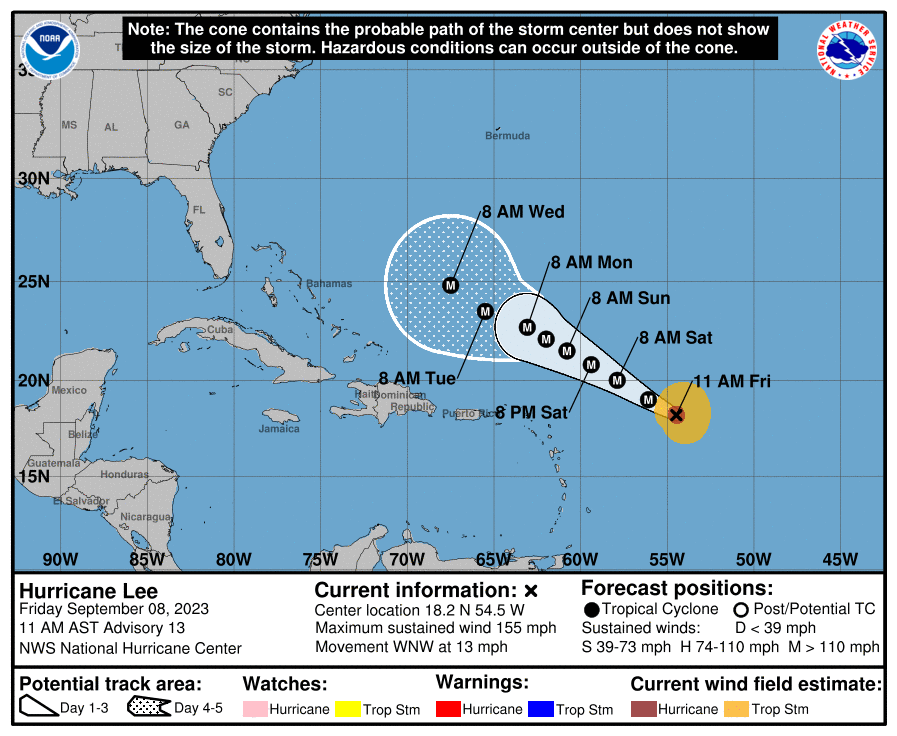 Note: The cone contains the probable path of the storm center but does not show
the size of the storm. Hazardous conditions can occur outside of the cone.
NOAA
NATIONAL WEATHER SERVICE
NC
SC
MS
AL
GA
Bermuda
30N
FL
8 AM Wed
M
8 AM Mon
25N
Bahamas
M
8 AM Sun
M
Cuba
M
M
8 AM Sat
M
8 AM Tue
M
11 AM Fri
20N
Mexico
Haiti
Dominican
Republic
M
Puerto Rico
8 PM Sat
Jamaica
Belize
Guatemala
15N
Honduras
El Salvador
Nicaragua
90W 85W 80W 75W 70W 65W 60W 55W 50W 45W
Hurricane Lee
Friday September 08, 2023
11 AM AST Advisory 13
NWS National Hurricane Center
Current information: ×
Center location 18.2 N 54.5 W
Maximum sustained wind 155 mph
Movement WNW at 13 mph
Forecast positions:
Tropical Cyclone Post/Potential TC
Sustained winds: D < 39 mph
S 39-73 mph H 74-110 mph M > 110 mph
Potential track area:
Day 1-3 Day 4-5
Watches:
Hurricane Trop Stm
Warnings:
Hurricane Trop Stm
Current wind field estimate:
Hurricane Trop Stm